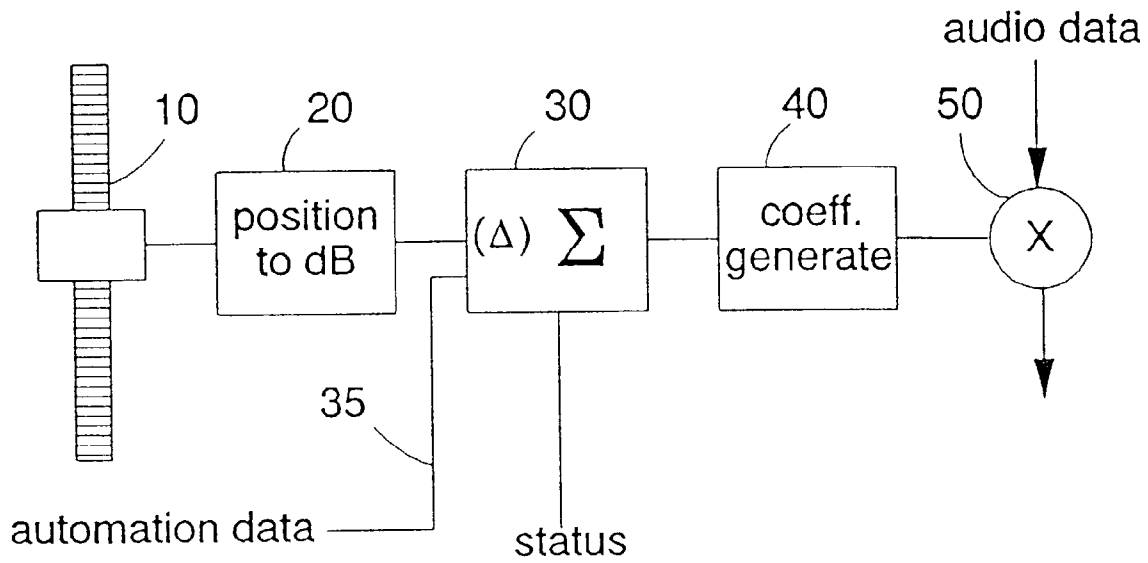 audio data
10
20
30
40
50
position
to dB
(Δ) Σ
coeff.
generate
X
35
automation data
status